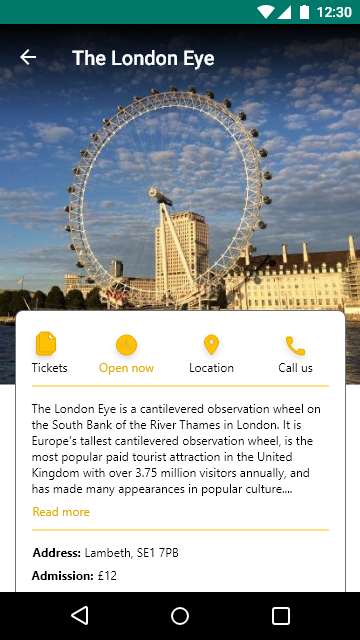 12:30
The London Eye
Tickets
Open now
Location
Call us
The London Eye is a cantilevered observation wheel on
the South Bank of the River Thames in London. It is
Europe's tallest cantilevered observation wheel, is the
most popular paid tourist attraction in the United
Kingdom with over 3.75 million visitors annually, and
has made many appearances in popular culture....
Read more
Address: Lambeth, SE1 7PB
Admission: £12